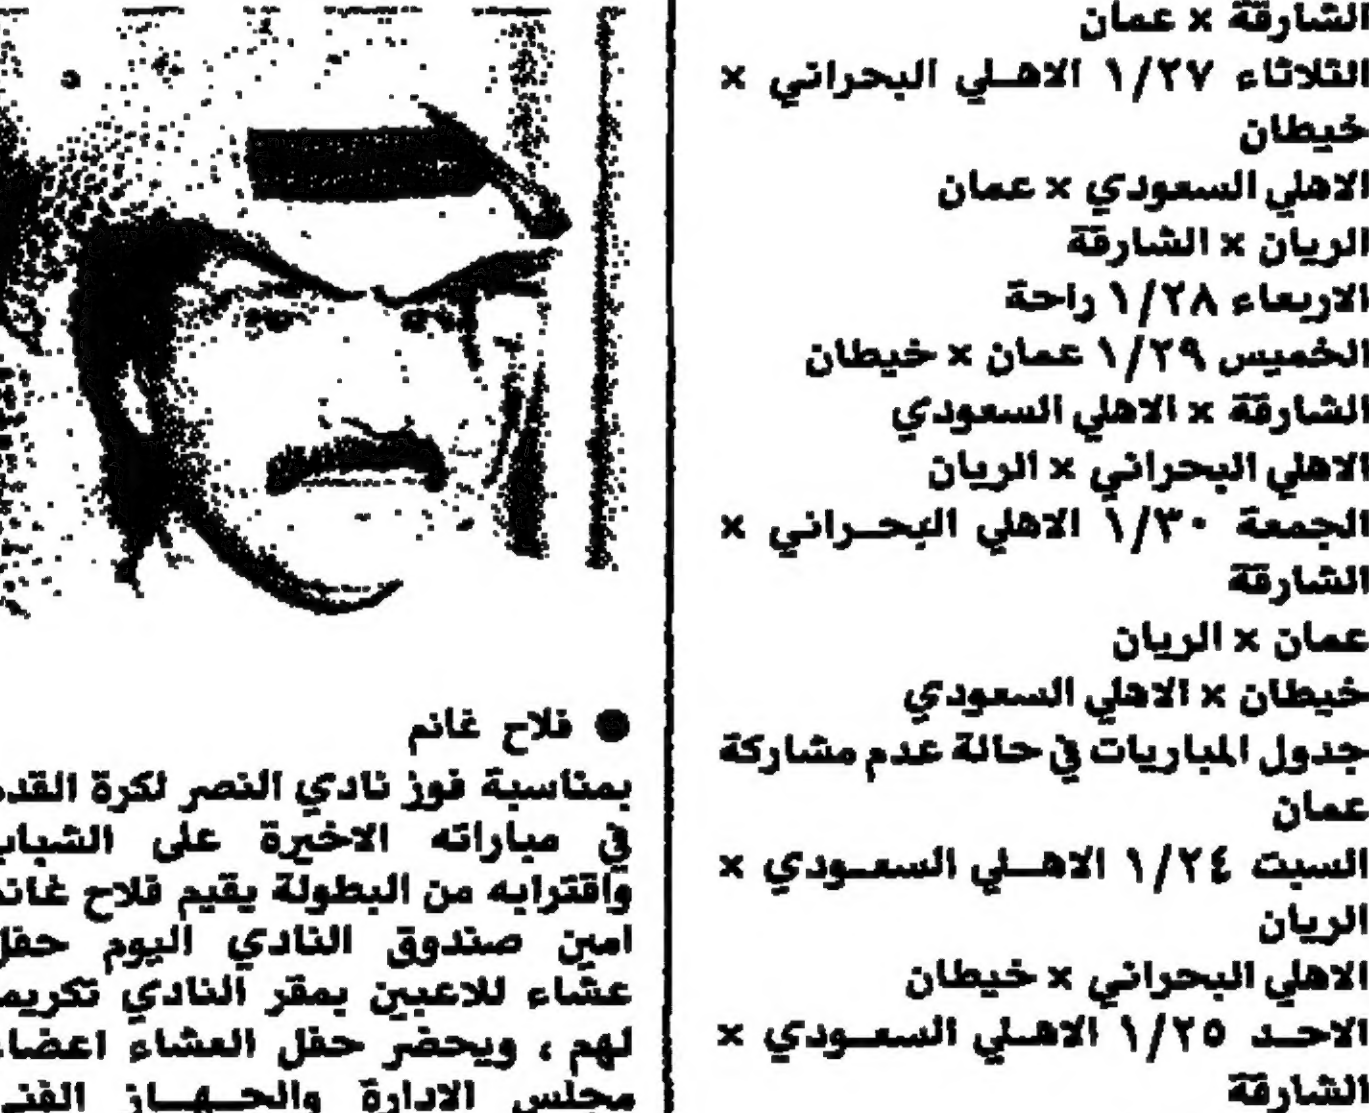 الشارقة × عمان
الثلاثاء ١/٢٧ الاهلي البحراني ×
خيطان
الاهلي السعودي × عمان
الريان × الشارقة
الاربعاء ١/٢٨ راحة
الخميس ١/٢٩ عمان × خيطان
الشارقة × الاهلي السعودي
الاهلي البحراني × الريان
الجمعة ١/٣٠ الاهلي البحراني ×
الشارقة
عمان × الريان
خيطان × الاهلي السعودي
جدول المباريات في حالة عدم مشاركة
عمان
السبت ١/٢٤ الاهلي السعودي ×
الريان
الاهلي البحراني × خيطان
الاحد ١/٢٥ الاهلي السعودي ×
الشارقة
● فلاح غانم
بمناسبة فوز نادي النصر لكرة القدم
في مباراته الاخيرة على الشباب
واقترابه من البطولة يقيم فلاح غانم
امين صندوق النادي اليوم حفل
عشاء للاعبين بمقر النادي تكريما
لهم ، ويحضر حفل العشاء اعضاء
مجلس الادارة والجهاز الفني